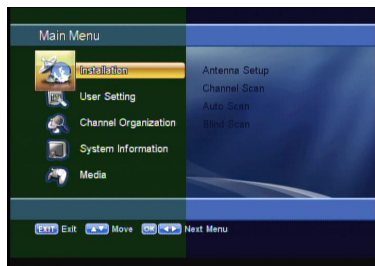 Main Menu
Installation
User Setting
Channel Organization
System Information
Media
Antenna Setup
Channel Scan
Auto Scan
Blind Scan
EXIT Exit ▲▼ Move OK ◀▶ Next Menu